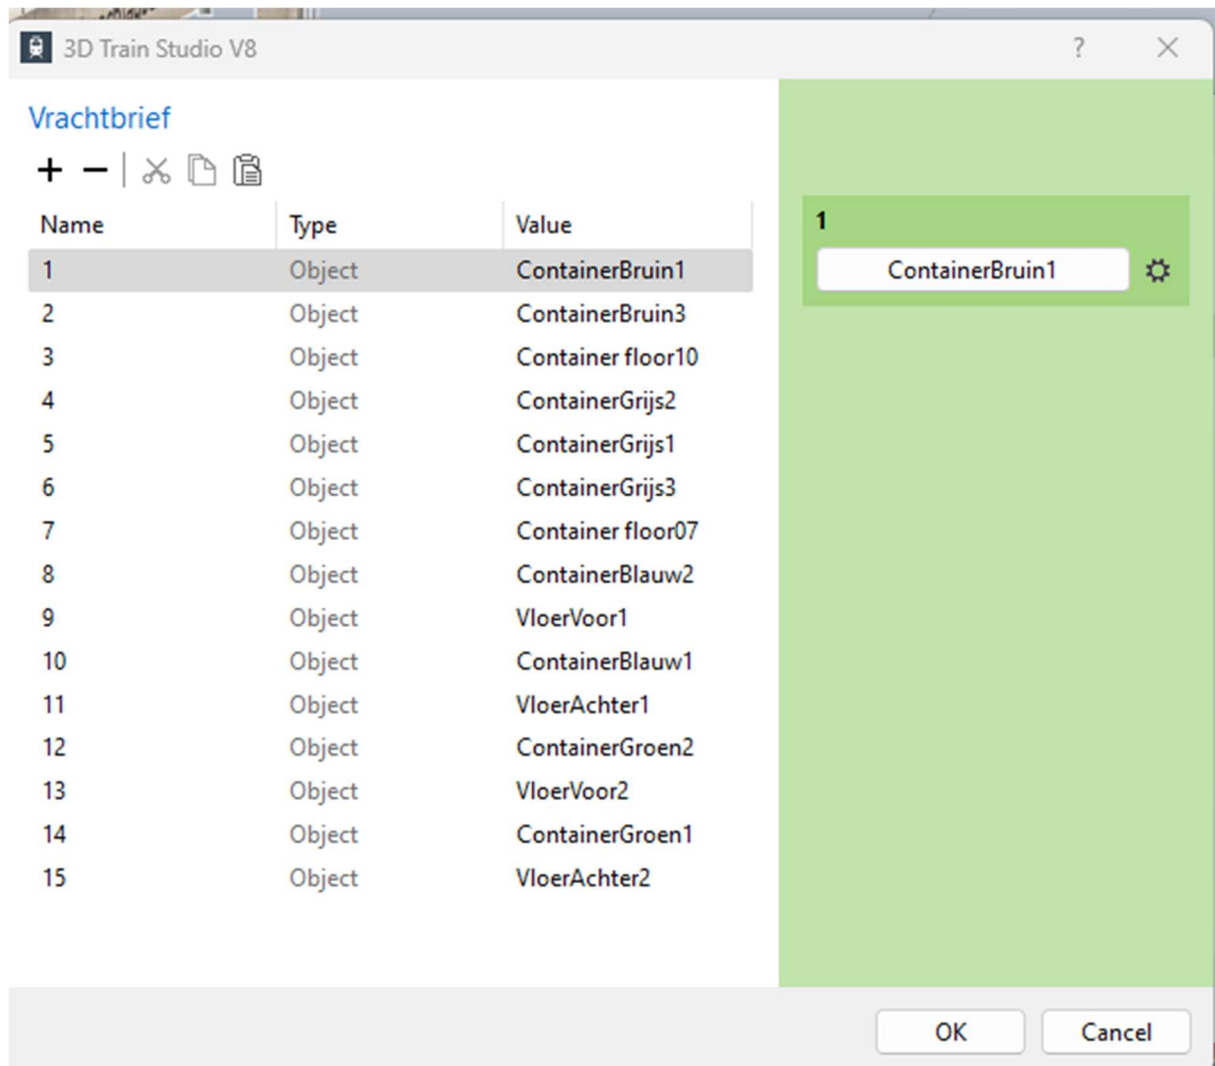 3D Train Studio V8 ?
Vrachtbrief
Name Type Value
1 Object ContainerBruin1
2 Object ContainerBruin3
3 Object Container floor10
4 Object ContainerGrijs2
5 Object ContainerGrijs1
6 Object ContainerGrijs3
7 Object Container floor07
8 Object ContainerBlauw2
9 Object VloerVoor1
10 Object ContainerBlauw1
11 Object VloerAchter1
12 Object ContainerGroen2
13 Object VloerVoor2
14 Object ContainerGroen1
15 Object VloerAchter2
1
ContainerBruin1
OK Cancel